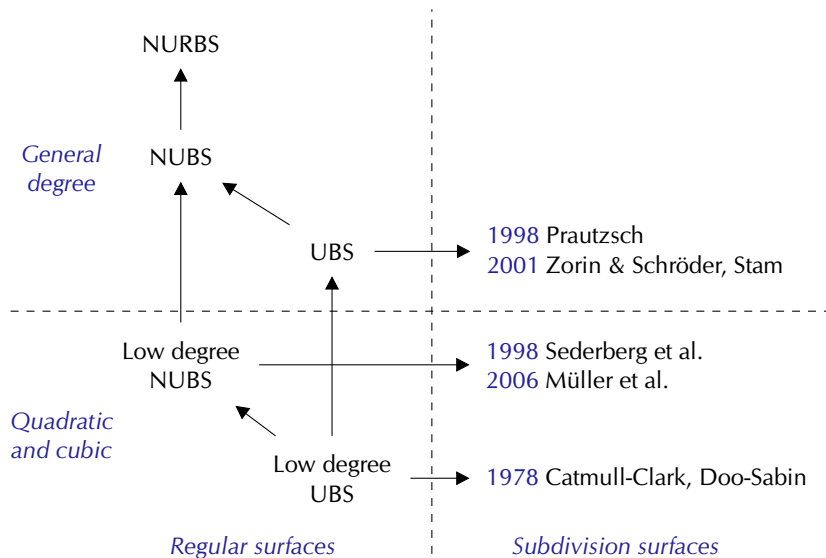 NURBS
General
degree
NUBS
UBS
1998 Prautzsch
2001 Zorin & Schröder, Stam
Low degree
NUBS
1998 Sederberg et al.
2006 Müller et al.
Quadratic
and cubic
Low degree
UBS
1978 Catmull-Clark, Doo-Sabin
Regular surfaces
Subdivision surfaces